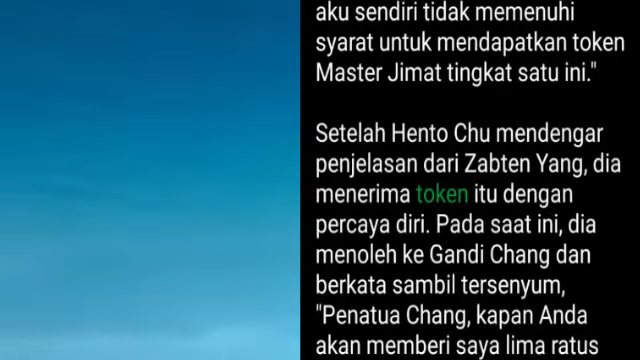 aku sendiri tidak memenuhi
syarat untuk mendapatkan token
Master Jimat tingkat satu ini."
Setelah Hento Chu mendengar
penjelasan dari Zabten Yang, dia
menerima token itu dengan
percaya diri. Pada saat ini, dia
menoleh ke Gandi Chang dan
berkata sambil tersenyum,
"Penatua Chang, kapan Anda
akan memberi saya lima ratus